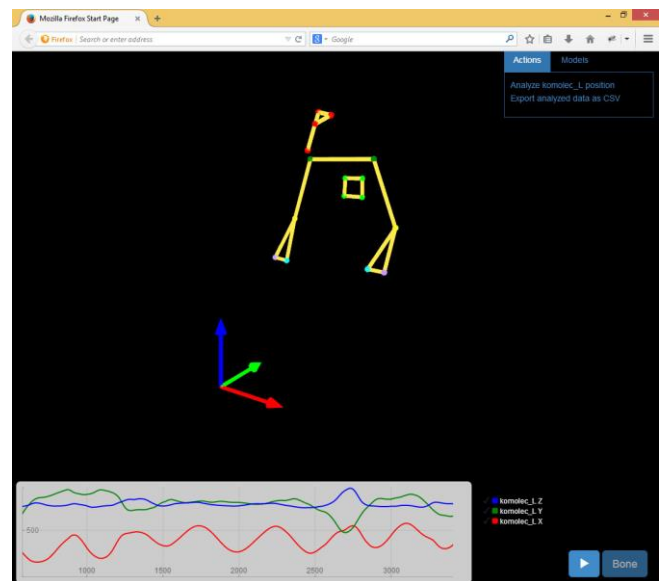 Mozilla Firefox Start Page
Firefox Search or enter address
Google
Actions Models
Analyze komolec_L position
Export analyzed data as CSV
500
1000 1500 2000 2500 3000
komolec_L Z
komolec_L Y
komolec_L X
Bone